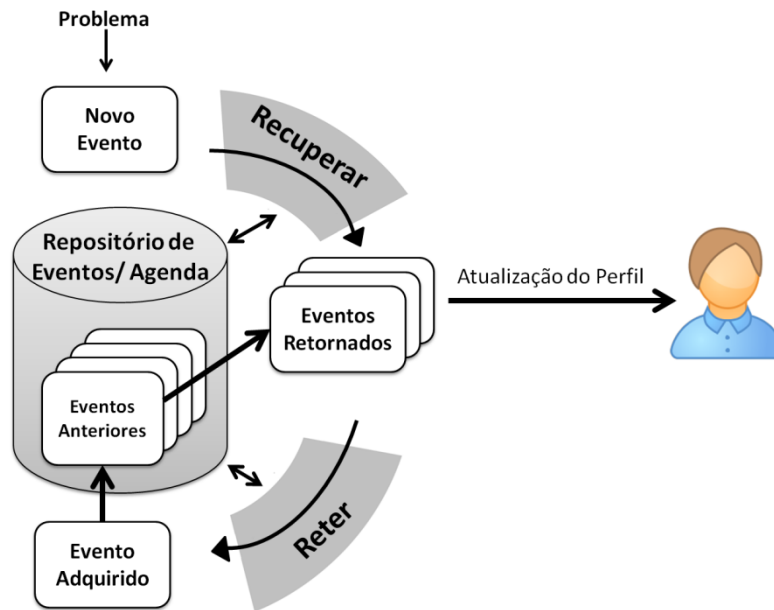 Problema
Novo
Evento
Recuperar
Repositório de
Eventos/ Agenda
Eventos
Retornados
Atualização do Perfil
Eventos
Anteriores
Reter
Evento
Adquirido